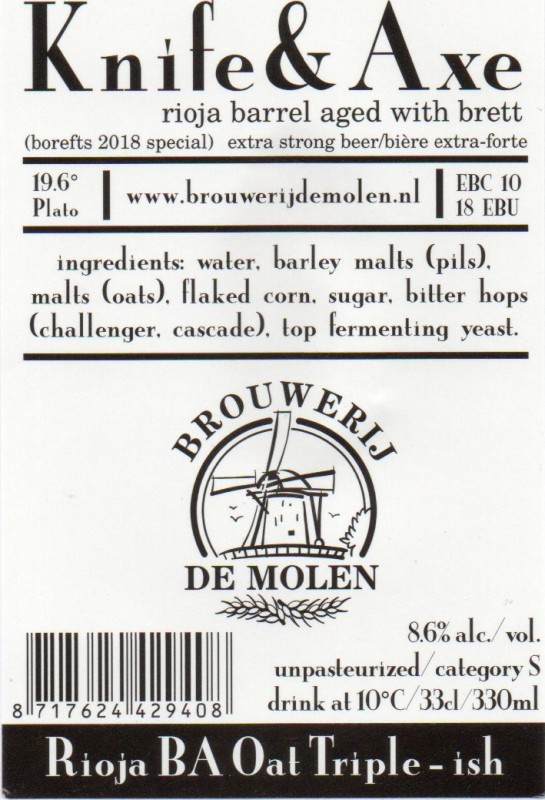 Knife & Axe
rioja barrel aged with brett
(borefts 2018 special) extra strong beer/bière extra-forte
19.6° Plato
www.brouwerijdemolen.nl
EBC 10
18 EBU
ingredients: water, barley malts (pils),
malts (oats), flaked corn, sugar, bitter hops
(challenger, cascade), top fermenting yeast.
BROUWERIJ
DE MOLEN
8.6% alc./vol.
unpasteurized/category S
drink at 10°C/33cl/330ml
8 717624 429408
Rioja BA Oat Triple - ish